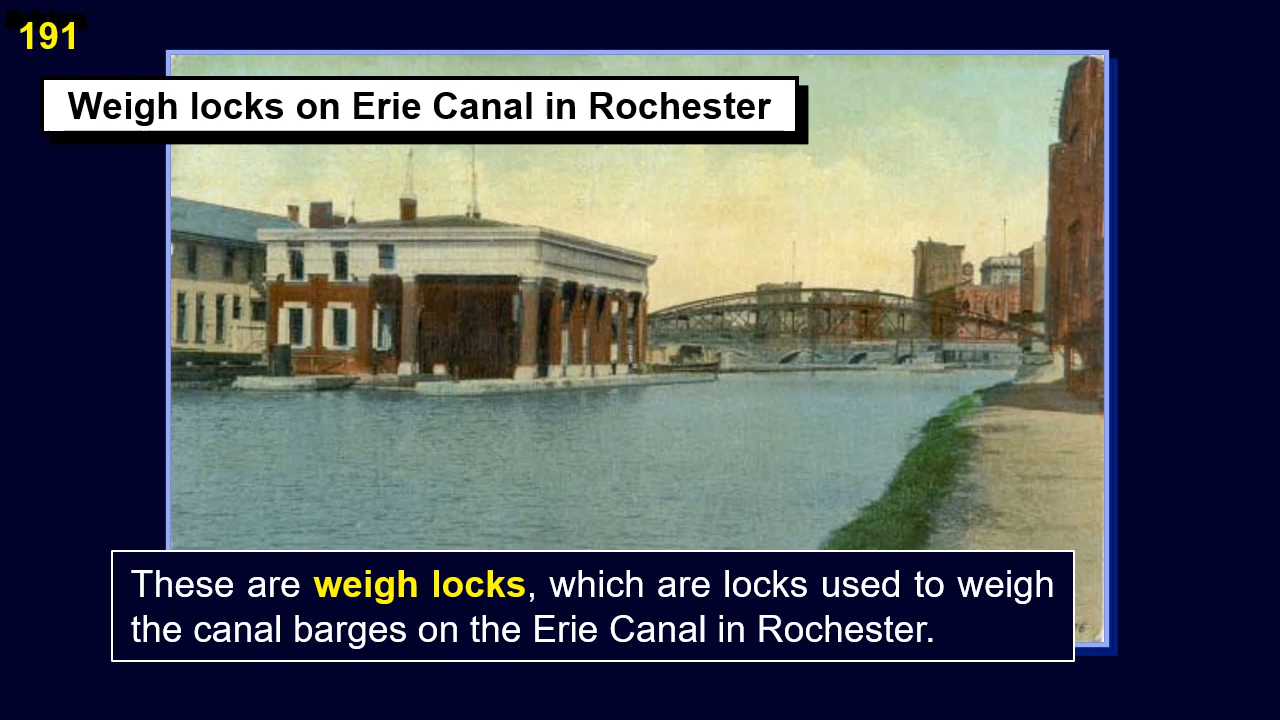 191
Weigh locks on Erie Canal in Rochester
These are weigh locks, which are locks used to weigh
the canal barges on the Erie Canal in Rochester.